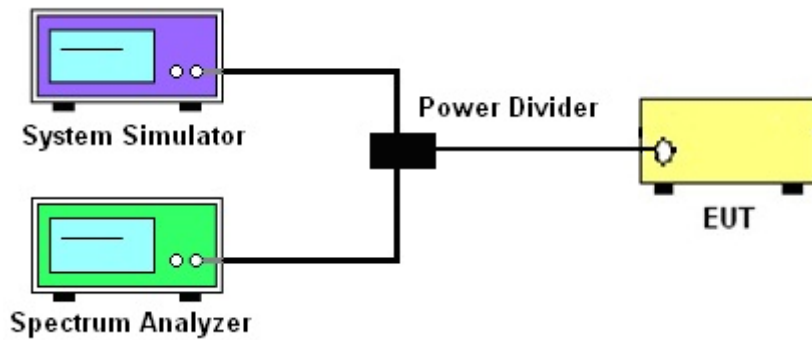 System Simulator
Power Divider
EUT
Spectrum Analyzer